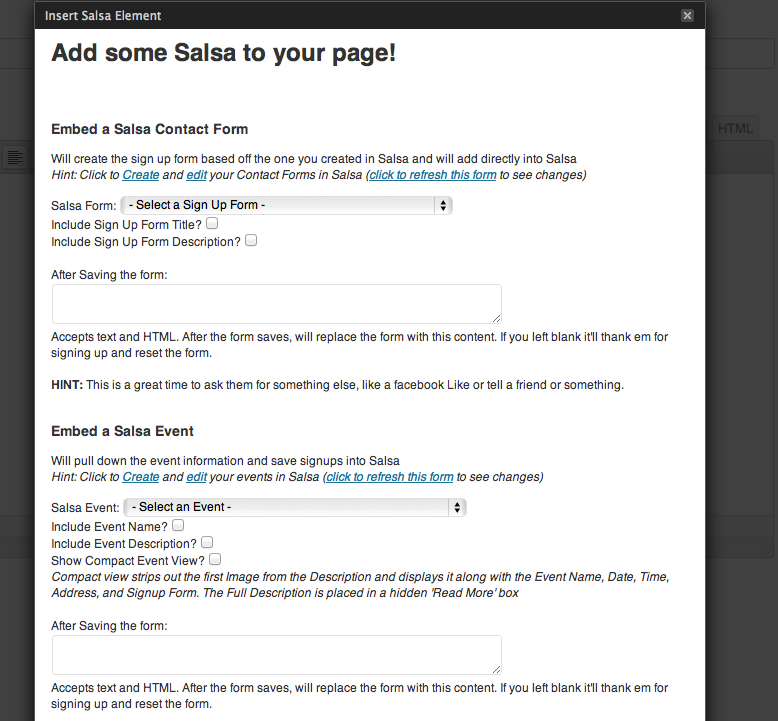 Insert Salsa Element
Add some Salsa to your page!
HTML
Embed a Salsa Contact Form
Will create the sign up form based off the one you created in Salsa and will add directly into Salsa
Hint: Click to Create and edit your Contact Forms in Salsa (click to refresh this form to see changes)
Salsa Form: - Select a Sign Up Form -
Include Sign Up Form Title?
Include Sign Up Form Description?
After Saving the form:
Accepts text and HTML. After the form saves, will replace the form with this content. If you left blank it'll thank em for
signing up and reset the form.
HINT: This is a great time to ask them for something else, like a facebook Like or tell a friend or something.
Embed a Salsa Event
Will pull down the event information and save signups into Salsa
Hint: Click to Create and edit your events in Salsa (click to refresh this form to see changes)
Salsa Event: - Select an Event -
Include Event Name?
Include Event Description?
Show Compact Event View?
Compact view strips out the first Image from the Description and displays it along with the Event Name, Date, Time,
Address, and Signup Form. The Full Description is placed in a hidden 'Read More' box
After Saving the form:
Accepts text and HTML. After the form saves, will replace the form with this content. If you left blank it'll thank em for
signing up and reset the form.